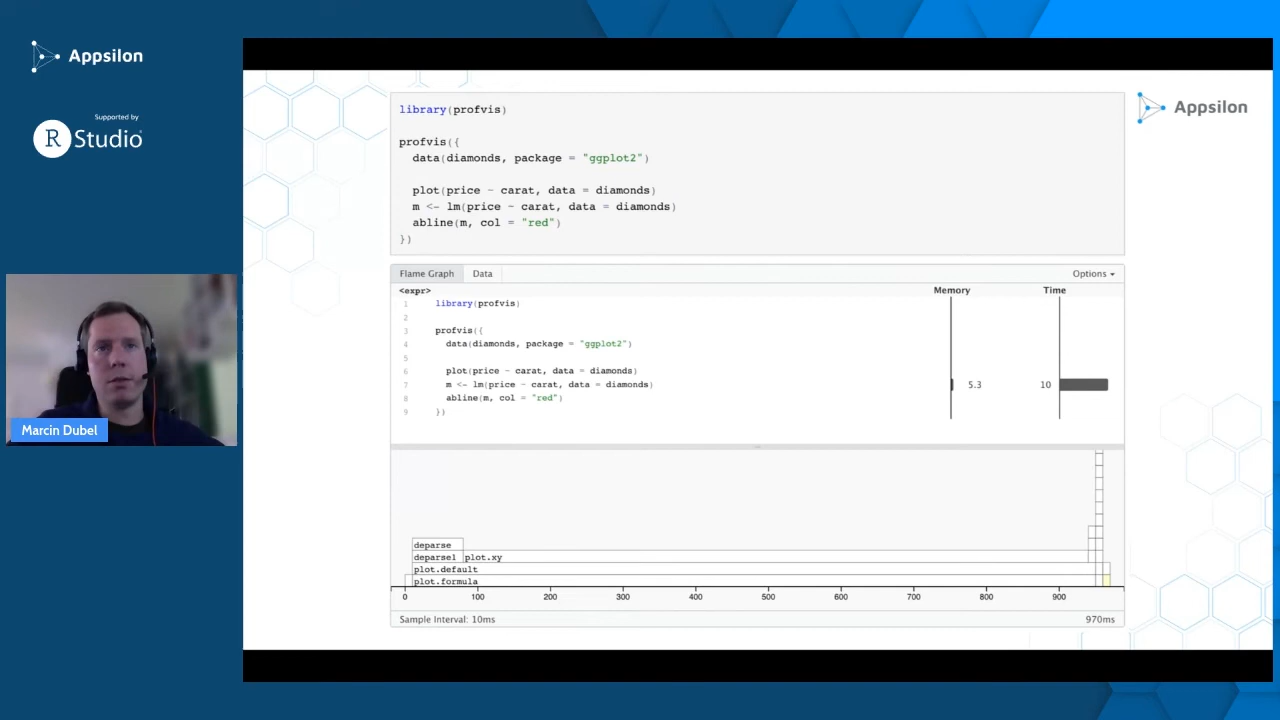 Appsilon
Supported by
R Studio
Marcin Dubel
Appsilon
library(profvis)
profvis({
data(diamonds, package = "ggplot2")
plot(price ~ carat, data = diamonds)
m <- lm(price ~ carat, data = diamonds)
abline(m, col = "red")
})
Flame Graph Data Options
<expr> Memory Time
1 library(profvis)
2
3 profvis({
4 data(diamonds, package = "ggplot2")
5
6 plot(price ~ carat, data = diamonds)
7 m <- lm(price ~ carat, data = diamonds) 5.3 10
8 abline(m, col = "red")
9 })
deparse
deparse1 plot.xy
plot.default
plot.formula
0 100 200 300 400 500 600 700 800 900
Sample Interval: 10ms 970ms